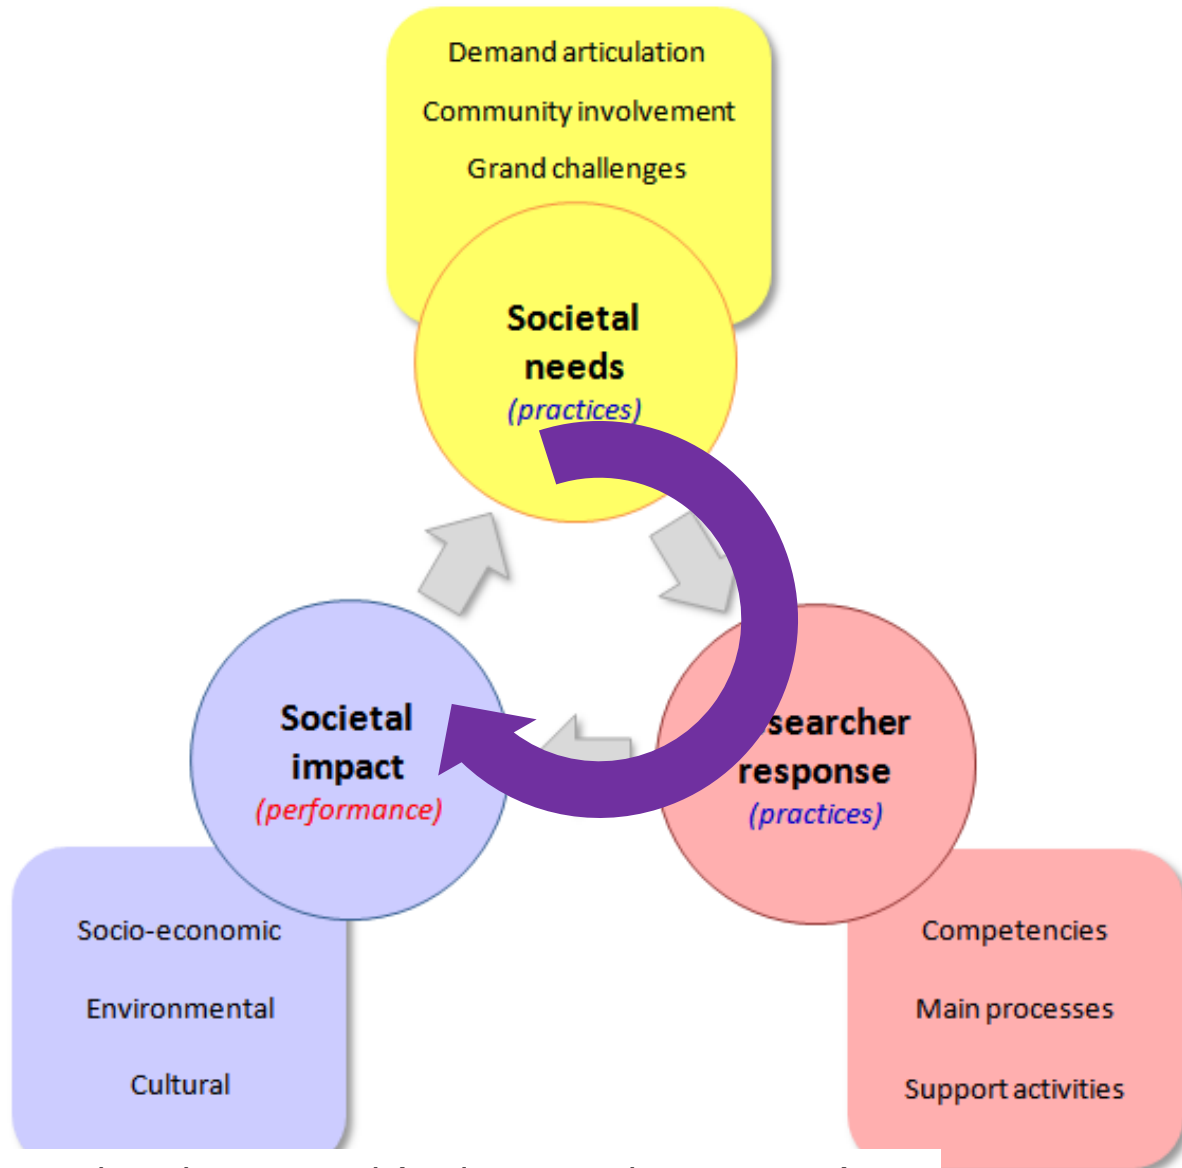 Demand articulation
Community involvement
Grand challenges
Societal
needs
(practices)
Societal
impact
(performance)
searcher
response
(practices)
Socio-economic
Environmental
Cultural
Competencies
Main processes
Support activities